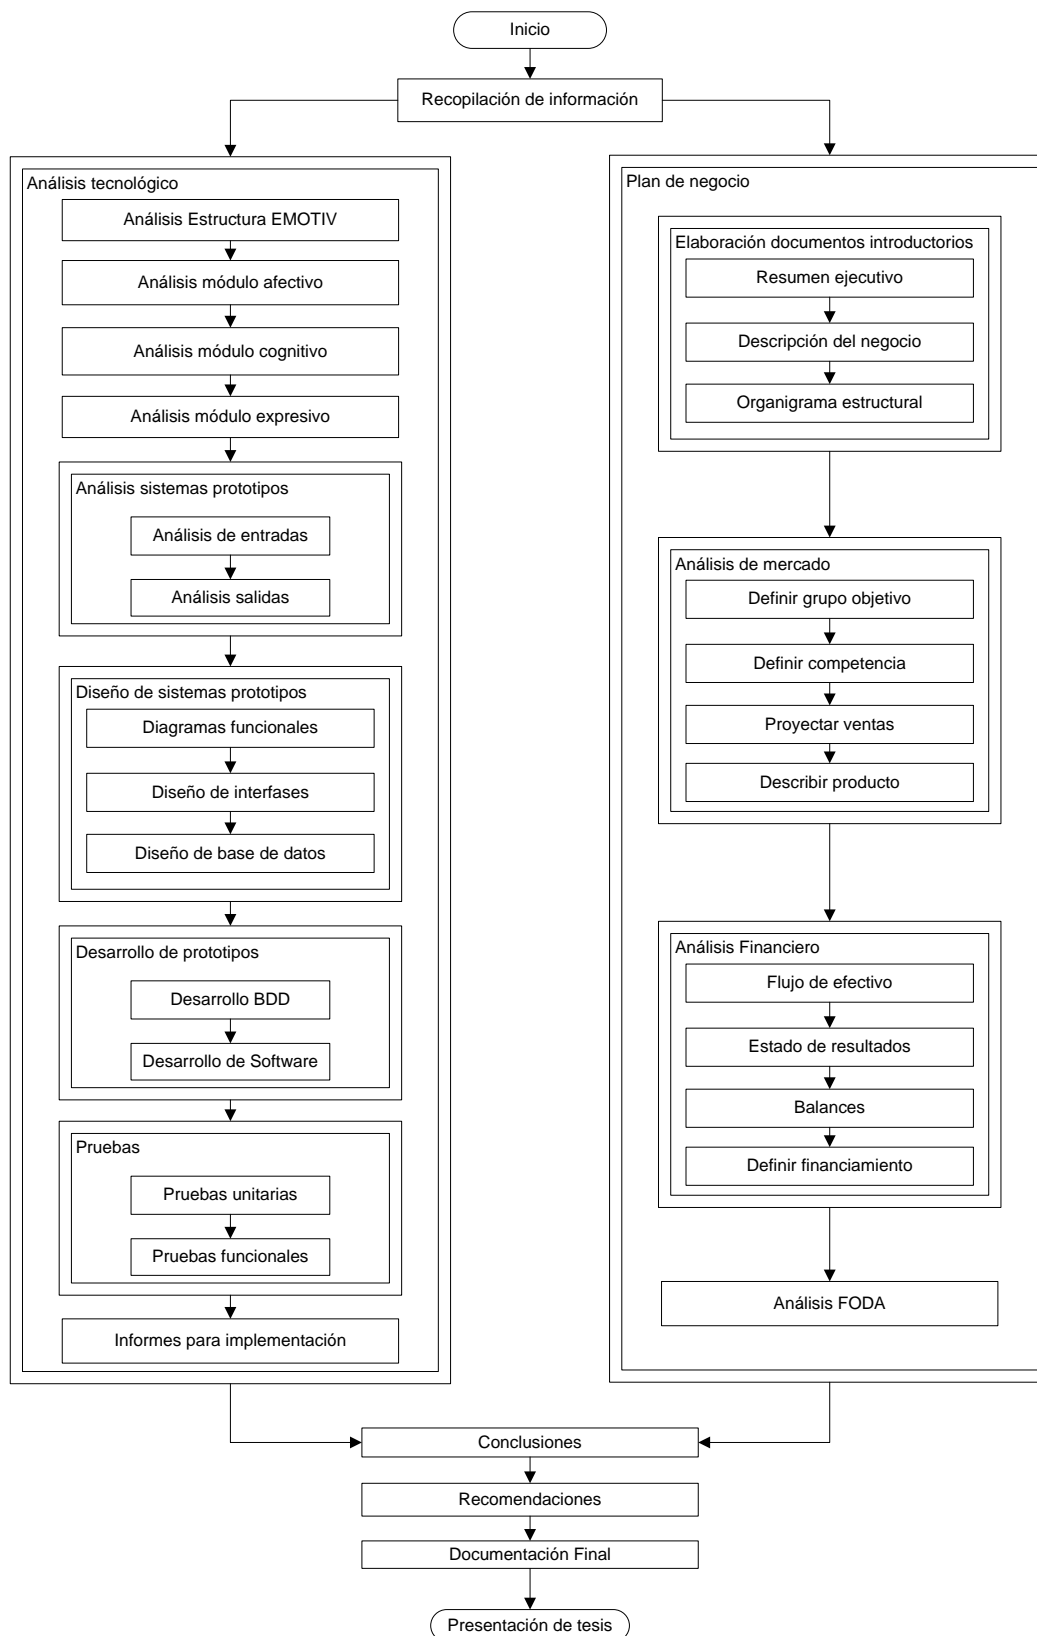 Inicio
Recopilación de información
Análisis tecnológico
Análisis Estructura EMOTIV
Análisis módulo afectivo
Análisis módulo cognitivo
Análisis módulo expresivo
Análisis sistemas prototipos
Análisis de entradas
Análisis salidas
Diseño de sistemas prototipos
Diagramas funcionales
Diseño de interfases
Diseño de base de datos
Desarrollo de prototipos
Desarrollo BDD
Desarrollo de Software
Pruebas
Pruebas unitarias
Pruebas funcionales
Informes para implementación
Plan de negocio
Elaboración documentos introductorios
Resumen ejecutivo
Descripción del negocio
Organigrama estructural
Análisis de mercado
Definir grupo objetivo
Definir competencia
Proyectar ventas
Describir producto
Análisis Financiero
Flujo de efectivo
Estado de resultados
Balances
Definir financiamiento
Análisis FODA
Conclusiones
Recomendaciones
Documentación Final
Presentación de tesis